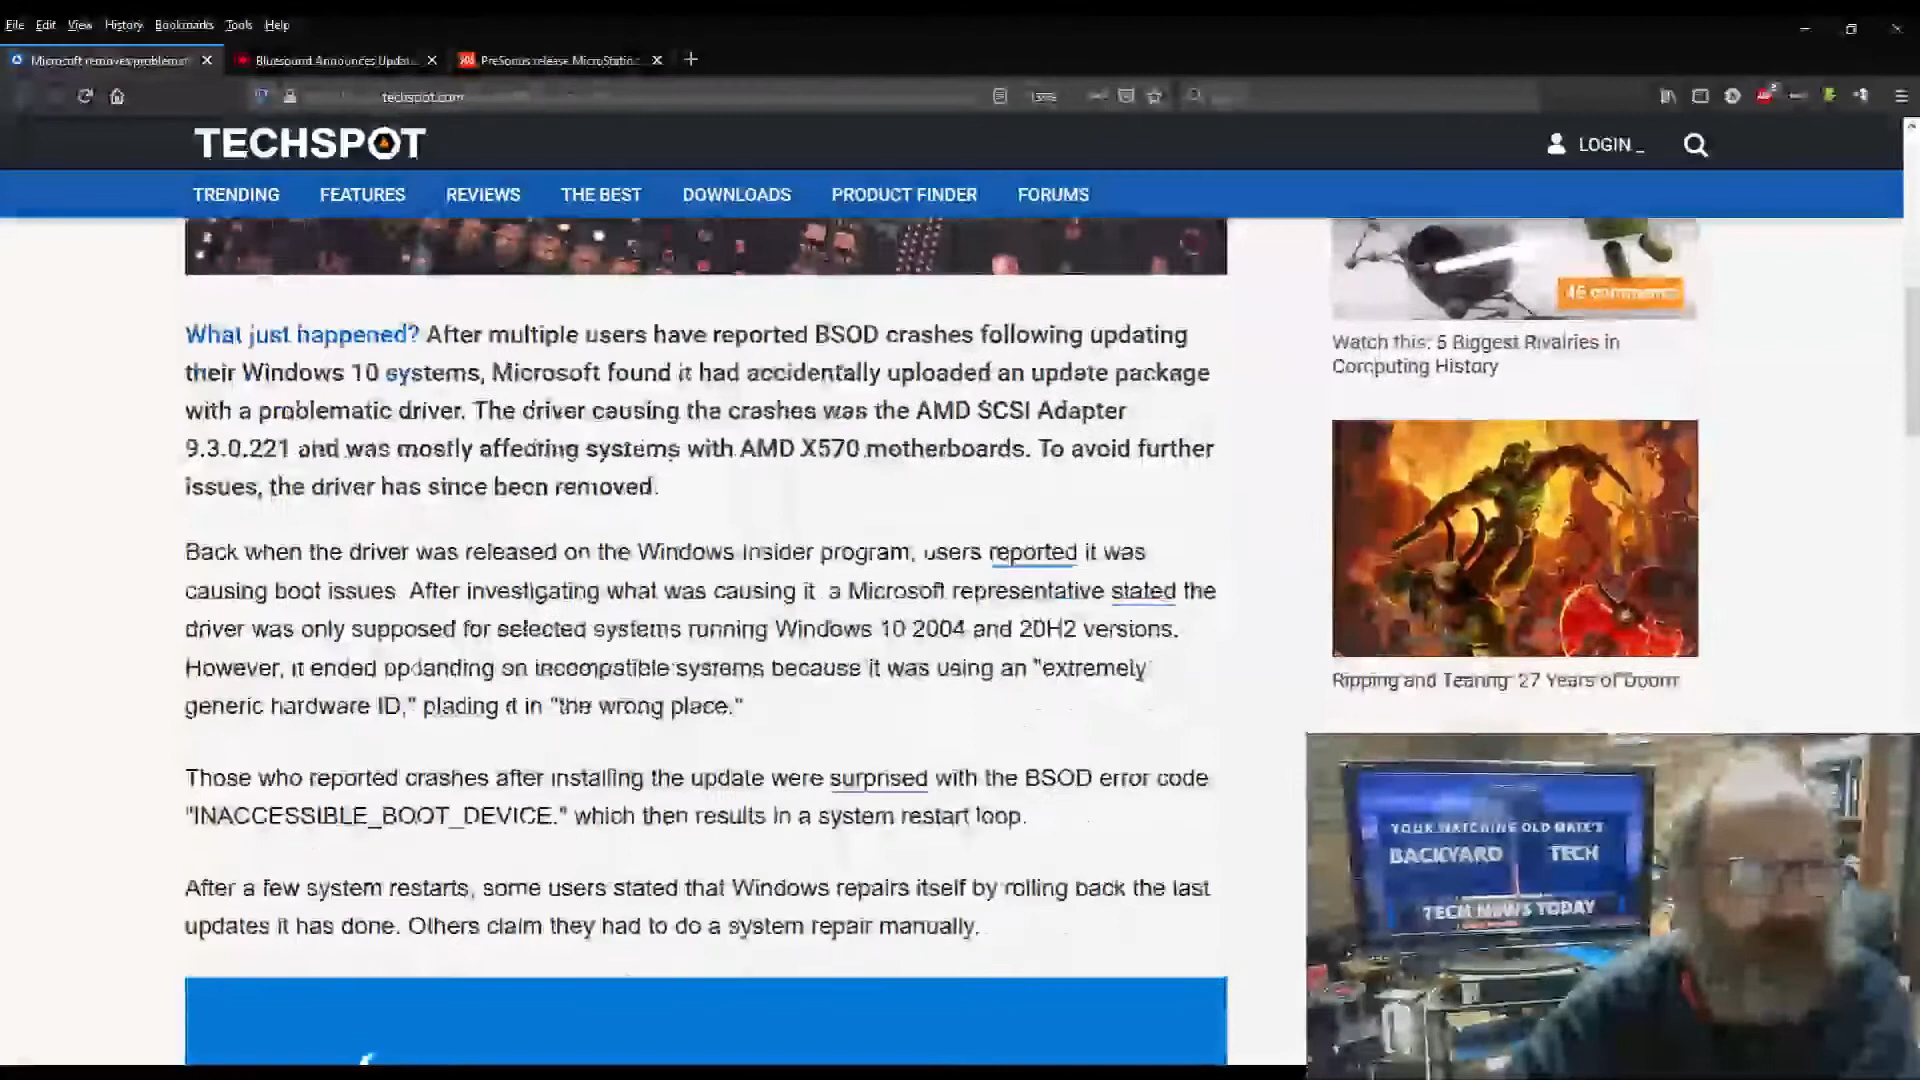 File Edit View History Bookmarks Tools Help
Microsoft removes problemat
Bluesound Announces Updat
PreSonus release MicroStatio
techspot.com
TECHSPOT
LOGIN _
TRENDING FEATURES REVIEWS THE BEST DOWNLOADS PRODUCT FINDER FORUMS
What just happened? After multiple users have reported BSOD crashes following updating
their Windows 10 systems, Microsoft found it had accidentally uploaded an update package
with a problematic driver. The driver causing the crashes was the AMD SCSI Adapter
9.3.0.221 and was mostly affecting systems with AMD X570 motherboards. To avoid further
issues, the driver has since been removed.
Back when the driver was released on the Windows Insider program, users reported it was
causing boot issues. After investigating what was causing it, a Microsoft representative stated the
driver was only supposed for selected systems running Windows 10 2004 and 20H2 versions.
However, it ended up landing on incompatible systems because it was using an "extremely
generic hardware ID," placing it in "the wrong place."
Those who reported crashes after installing the update were surprised with the BSOD error code
"INACCESSIBLE_BOOT_DEVICE." which then results in a system restart loop.
After a few system restarts, some users stated that Windows repairs itself by rolling back the last
updates it has done. Others claim they had to do a system repair manually.
46 comments
Watch this: 5 Biggest Rivalries in
Computing History
Ripping and Tearing: 27 Years of Doom
YOUR WATCHING OLD MATE'S
BACKYARD TECH
TECH NEWS TODAY